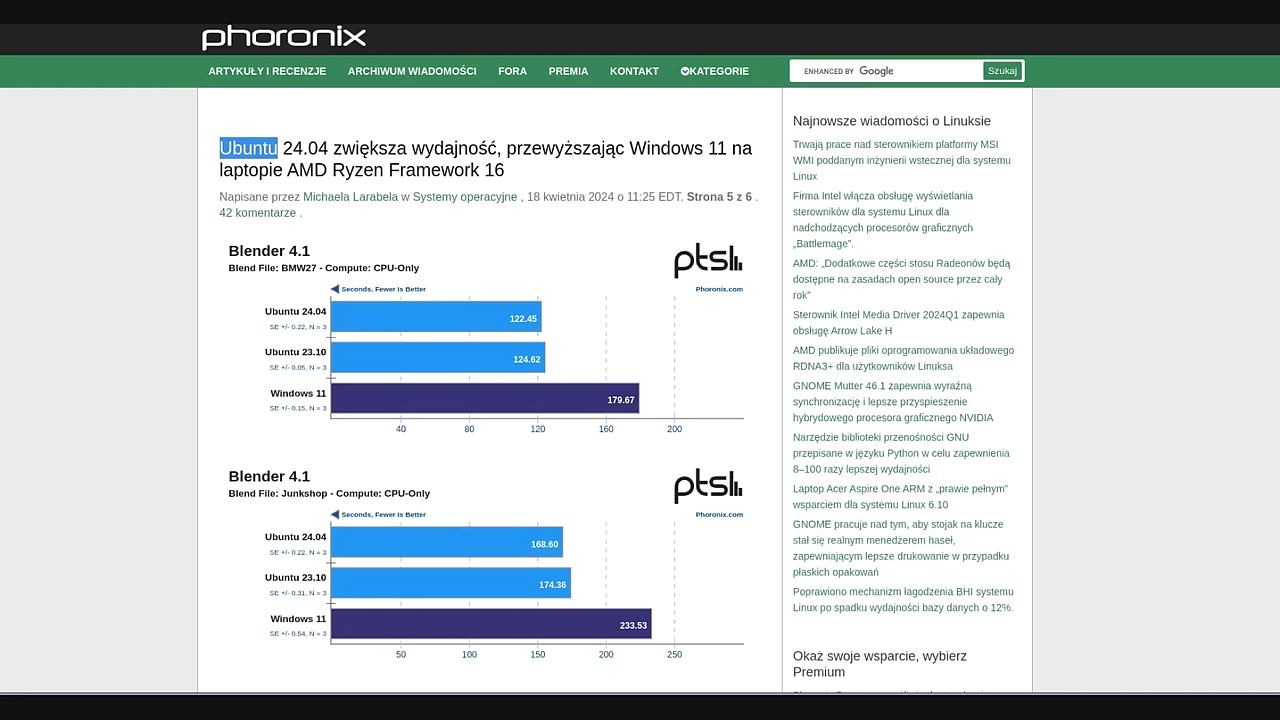 phoronix
ARTYKUŁY I RECENZJE ARCHIWUM WIADOMOŚCI FORA PREMIA KONTAKT KATEGORIE
ENHANCED BY Google Szukaj
Ubuntu 24.04 zwiększa wydajność, przewyższając Windows 11 na
laptopie AMD Ryzen Framework 16
Napisane przez Michaela Larabela w Systemy operacyjne , 18 kwietnia 2024 o 11:25 EDT. Strona 5 z 6 .
42 komentarze .
Blender 4.1
Blend File: BMW27 - Compute: CPU-Only
pts
Seconds, Fewer Is Better
Phoronix.com
Ubuntu 24.04
SE +/- 0.22, N = 3
122.45
Ubuntu 23.10
SE +/- 0.05, N = 3
124.62
Windows 11
SE +/- 0.15, N = 3
179.67
40 80 120 160 200
Blender 4.1
Blend File: Junkshop - Compute: CPU-Only
pts
Seconds, Fewer Is Better
Phoronix.com
Ubuntu 24.04
SE +/- 0.22, N = 3
168.60
Ubuntu 23.10
SE +/- 0.31, N = 3
174.36
Windows 11
SE +/- 0.54, N = 3
233.53
50 100 150 200 250
Najnowsze wiadomości o Linuksie
Trwają prace nad sterownikiem platformy MSI
WMI poddanym inżynierii wstecznej dla systemu
Linux
Firma Intel włącza obsługę wyświetlania
sterowników dla systemu Linux dla
nadchodzących procesorów graficznych
„Battlemage”.
AMD: „Dodatkowe części stosu Radeonów będą
dostępne na zasadach open source przez cały
rok”
Sterownik Intel Media Driver 2024Q1 zapewnia
obsługę Arrow Lake H
AMD publikuje pliki oprogramowania układowego
RDNA3+ dla użytkowników Linuksa
GNOME Mutter 46.1 zapewnia wyraźną
synchronizację i lepsze przyspieszenie
hybrydowego procesora graficznego NVIDIA
Narzędzie biblioteki przenośności GNU
przepisane w języku Python w celu zapewnienia
8–100 razy lepszej wydajności
Laptop Acer Aspire One ARM z „prawie pełnym”
wsparciem dla systemu Linux 6.10
GNOME pracuje nad tym, aby stojak na klucze
stał się realnym menedżerem haseł,
zapewniającym lepsze drukowanie w przypadku
płaskich opakowań
Poprawiono mechanizm łagodzenia BHI systemu
Linux po spadku wydajności bazy danych o 12%.
Okaż swoje wsparcie, wybierz
Premium